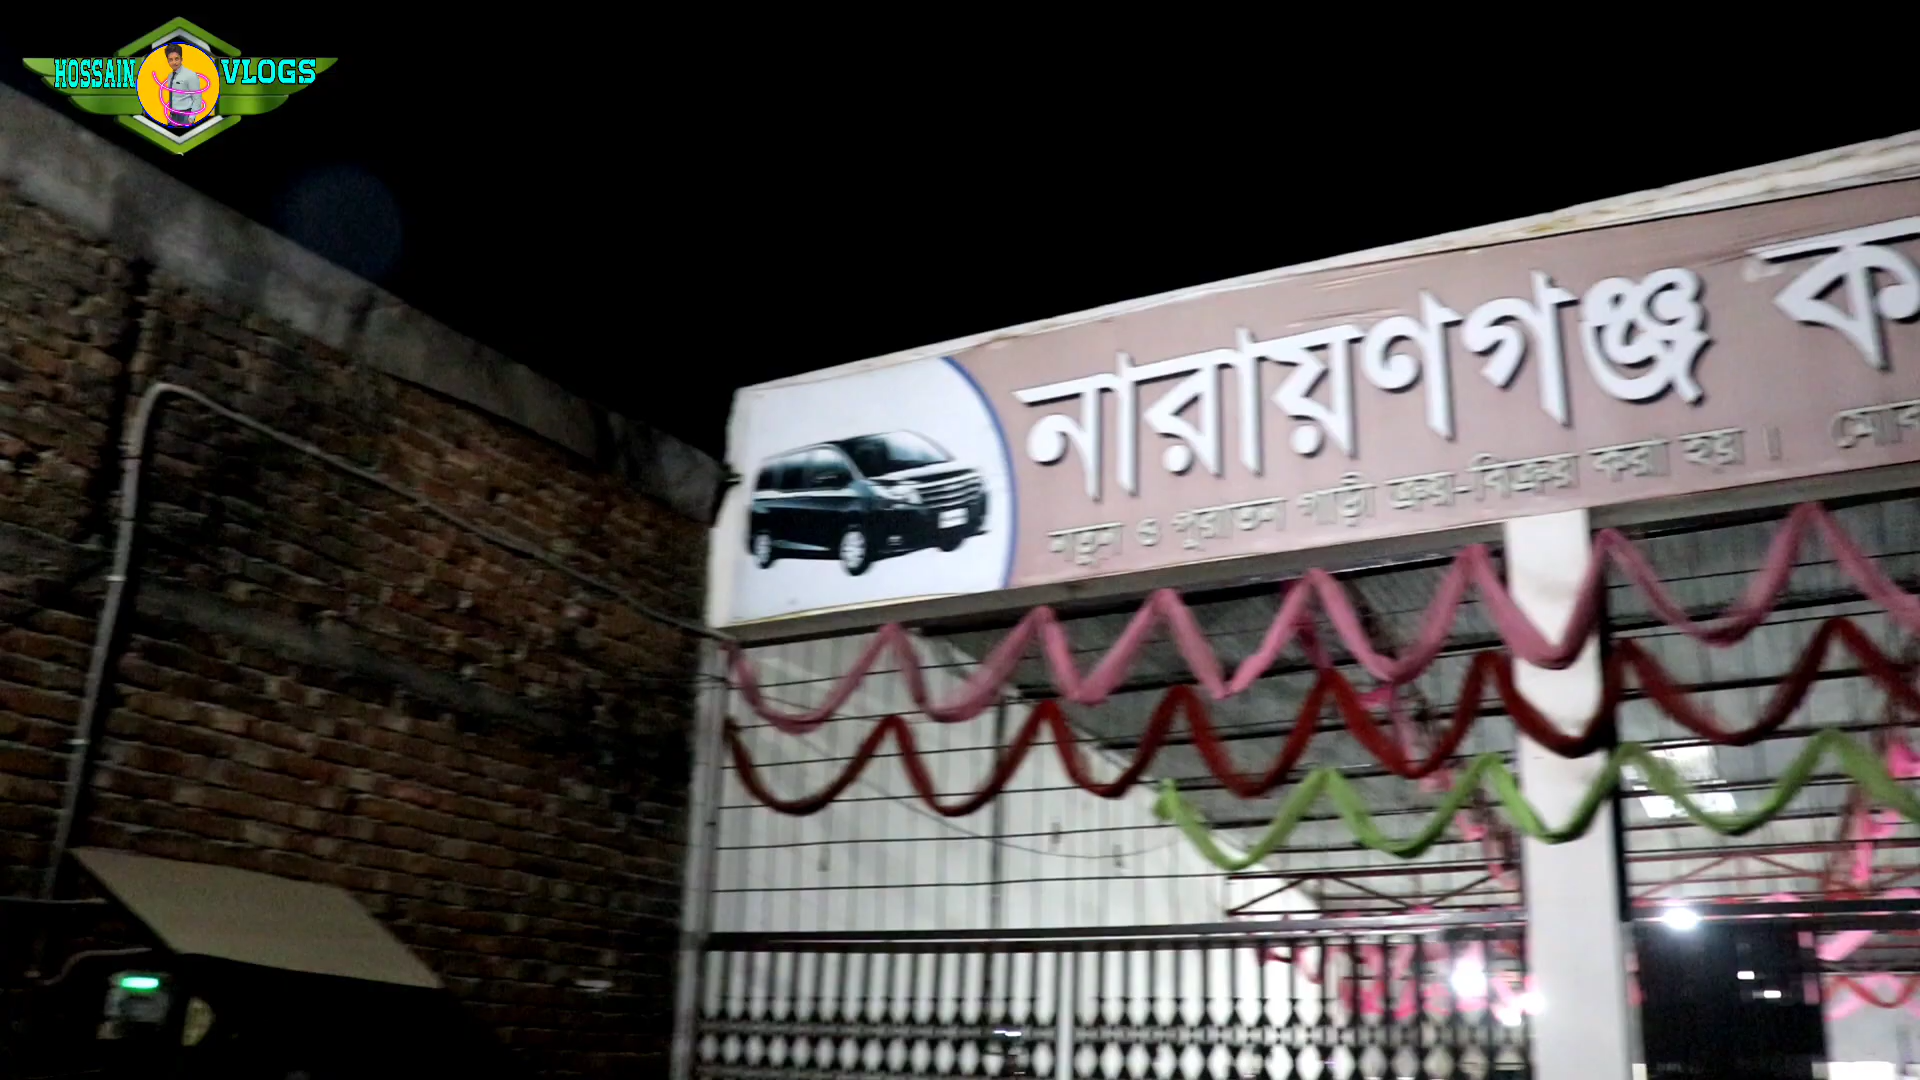 HOSSAIN VLOGS
নারায়ণগঞ্জ ক
নতুন ও পুরাতন গাড়ী ক্রয়-বিক্রয় করা হয় ।